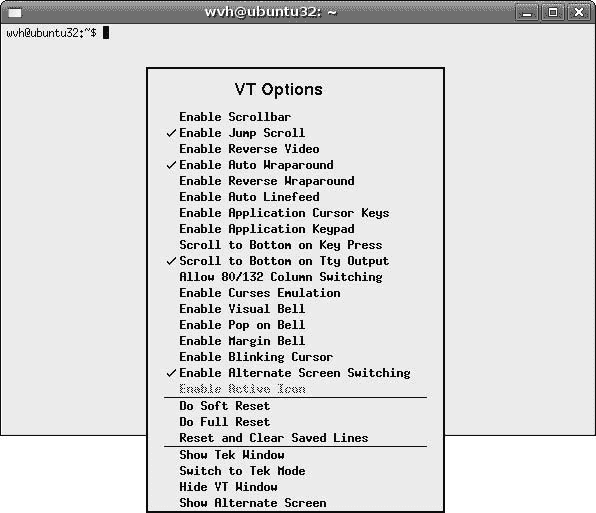 wvh@ubuntu32: ~
wvh@ubuntu32:~$
VT Options
Enable Scrollbar
✓ Enable Jump Scroll
Enable Reverse Video
✓ Enable Auto Wraparound
Enable Reverse Wraparound
Enable Auto Linefeed
Enable Application Cursor Keys
Enable Application Keypad
Scroll to Bottom on Key Press
✓ Scroll to Bottom on Tty Output
Allow 80/132 Column Switching
Enable Curses Emulation
Enable Visual Bell
Enable Pop on Bell
Enable Margin Bell
Enable Blinking Cursor
✓ Enable Alternate Screen Switching
Enable Active Icon
Do Soft Reset
Do Full Reset
Reset and Clear Saved Lines
Show Tek Window
Switch to Tek Mode
Hide VT Window
Show Alternate Screen